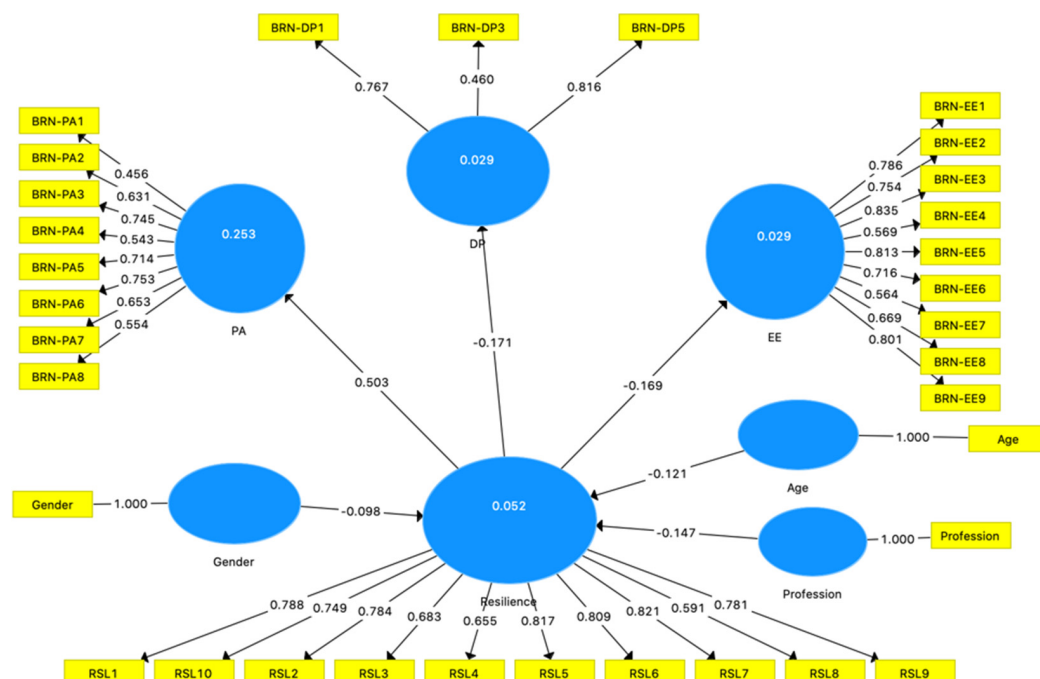 BRN-DP1
BRN-DP3
BRN-DP5
0.767
0.460
0.816
BRN-PA1
BRN-PA2
BRN-PA3
BRN-PA4
BRN-PA5
BRN-PA6
BRN-PA7
BRN-PA8
0.456
0.631
0.745
0.543
0.714
0.753
0.653
0.554
0.253
PA
0.029
DP
0.029
EE
0.786
0.754
0.835
0.569
0.813
0.716
0.564
0.669
0.801
BRN-EE1
BRN-EE2
BRN-EE3
BRN-EE4
BRN-EE5
BRN-EE6
BRN-EE7
BRN-EE8
BRN-EE9
0.503
-0.171
-0.169
Gender
1.000
Gender
-0.098
0.052
Resilience
-0.121
Age
1.000
Age
-0.147
Profession
1.000
Profession
0.788
0.749
0.784
0.683
0.655
0.817
0.809
0.821
0.591
0.781
RSL1
RSL10
RSL2
RSL3
RSL4
RSL5
RSL6
RSL7
RSL8
RSL9